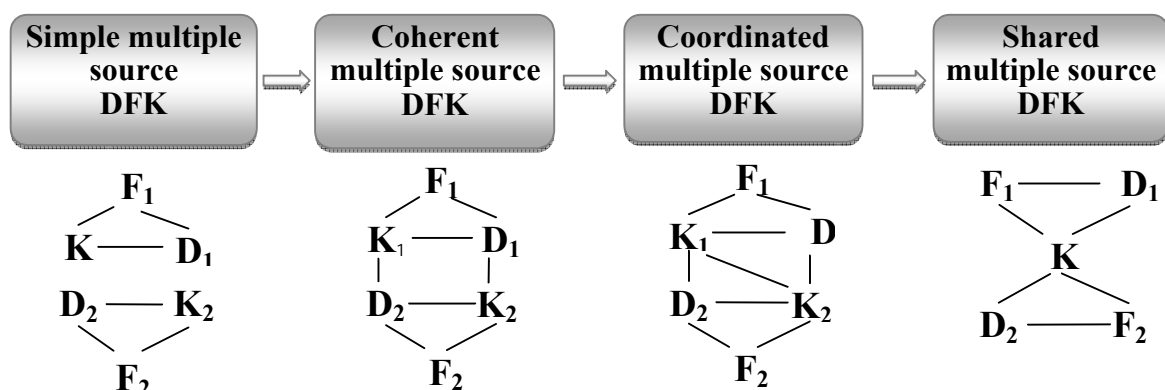 Simple multiple source DFK
Coherent multiple source DFK
Coordinated multiple source DFK
Shared multiple source DFK
F₁
K D₁
D₂ K₂
F₂
F₁
K₁ D₁
D₂ K₂
F₂
F₁
K₁ D
D₂ K₂
F₂
F₁ D₁
K
D₂ F₂